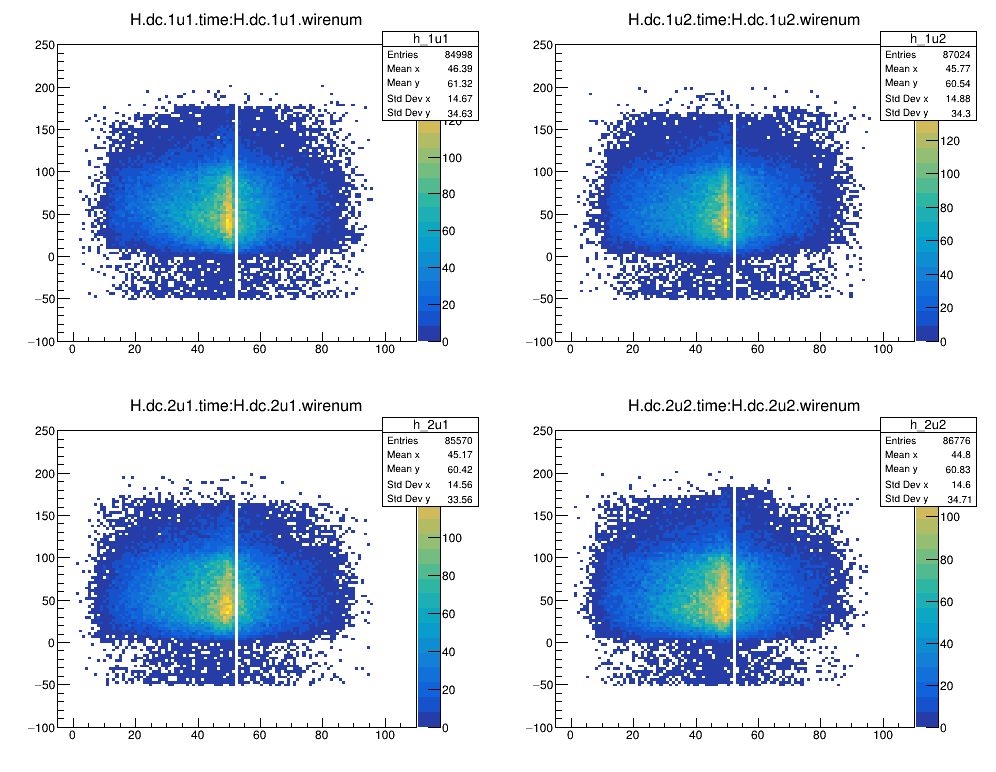 H.dc.1u1.time:H.dc.1u1.wirenum
h_1u1
Entries 84998
Mean x 46.39
Mean y 61.32
Std Dev x 14.67
Std Dev y 34.63
250
200
150
100
50
0
−50
−100
0 20 40 60 80 100
120
100
80
60
40
20
0
H.dc.1u2.time:H.dc.1u2.wirenum
h_1u2
Entries 87024
Mean x 45.77
Mean y 60.54
Std Dev x 14.88
Std Dev y 34.3
250
200
150
100
50
0
−50
−100
0 20 40 60 80 100
120
100
80
60
40
20
0
H.dc.2u1.time:H.dc.2u1.wirenum
h_2u1
Entries 85570
Mean x 45.17
Mean y 60.42
Std Dev x 14.56
Std Dev y 33.56
250
200
150
100
50
0
−50
−100
0 20 40 60 80 100
100
80
60
40
20
0
H.dc.2u2.time:H.dc.2u2.wirenum
h_2u2
Entries 86776
Mean x 44.8
Mean y 60.83
Std Dev x 14.6
Std Dev y 34.71
250
200
150
100
50
0
−50
−100
0 20 40 60 80 100
100
80
60
40
20
0